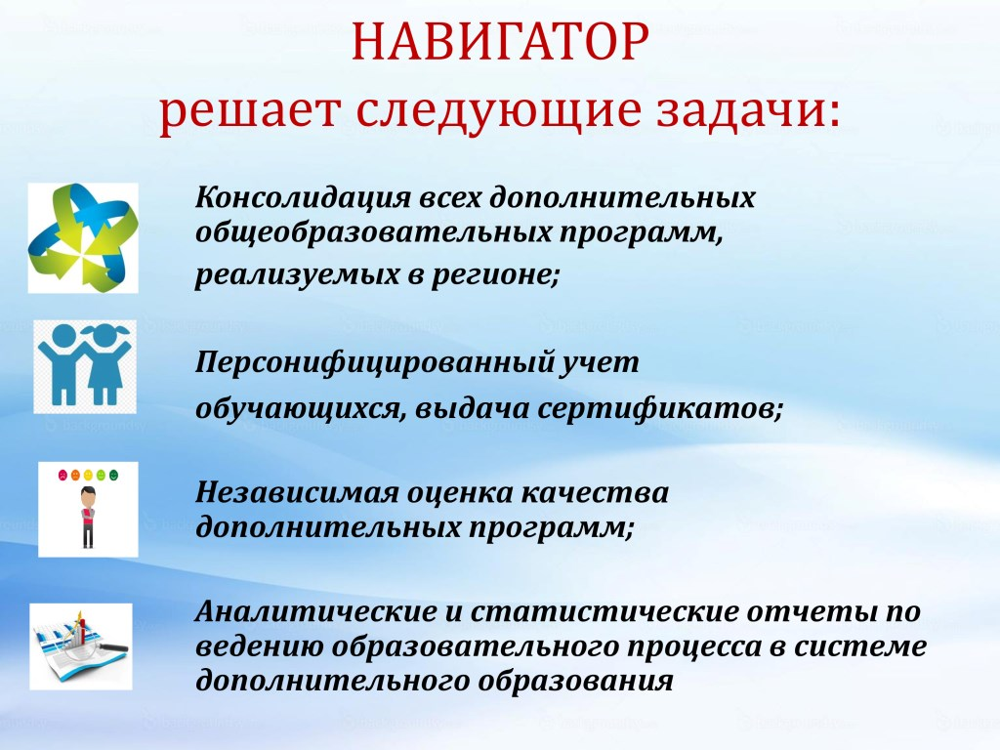 НАВИГАТОР
решает следующие задачи:
Консолидация всех дополнительных
общеобразовательных программ,
реализуемых в регионе;
Персонифицированный учет
обучающихся, выдача сертификатов;
Независимая оценка качества
дополнительных программ;
Аналитические и статистические отчеты по
ведению образовательного процесса в системе
дополнительного образования